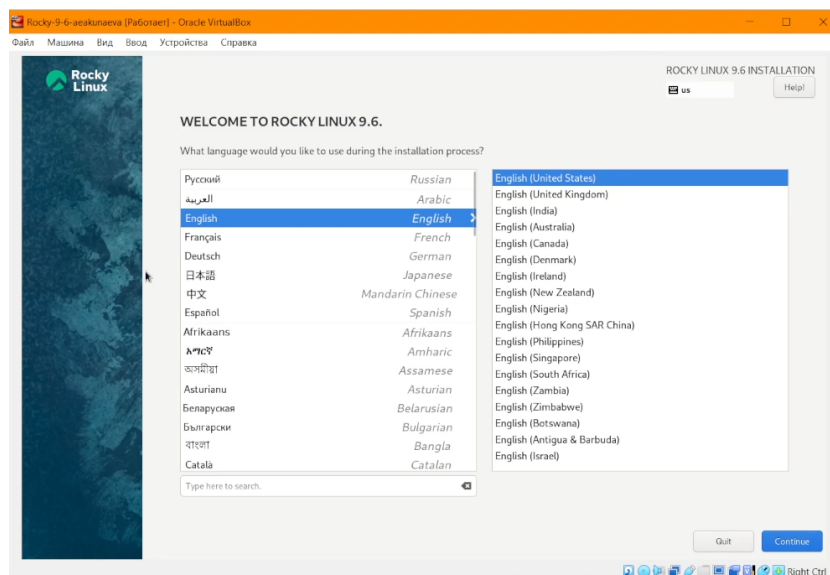 Rocky-9-6-aeakunaeva [Работает] - Oracle VirtualBox
Файл Машина Вид Ввод Устройства Справка
Rocky Linux
ROCKY LINUX 9.6 INSTALLATION
us
Help!
WELCOME TO ROCKY LINUX 9.6.
What language would you like to use during the installation process?
Русский Russian
العربية Arabic
English English
Français French
Deutsch German
日本語 Japanese
中文 Mandarin Chinese
Español Spanish
Afrikaans Afrikaans
አማርኛ Amharic
অসমীয়া Assamese
Asturianu Asturian
Беларуская Belarusian
Български Bulgarian
বাংলা Bangla
Català Catalan
Type here to search.
English (United States)
English (United Kingdom)
English (India)
English (Australia)
English (Canada)
English (Denmark)
English (Ireland)
English (New Zealand)
English (Nigeria)
English (Hong Kong SAR China)
English (Philippines)
English (Singapore)
English (South Africa)
English (Zambia)
English (Zimbabwe)
English (Botswana)
English (Antigua & Barbuda)
English (Israel)
Quit
Continue
Right Ctrl